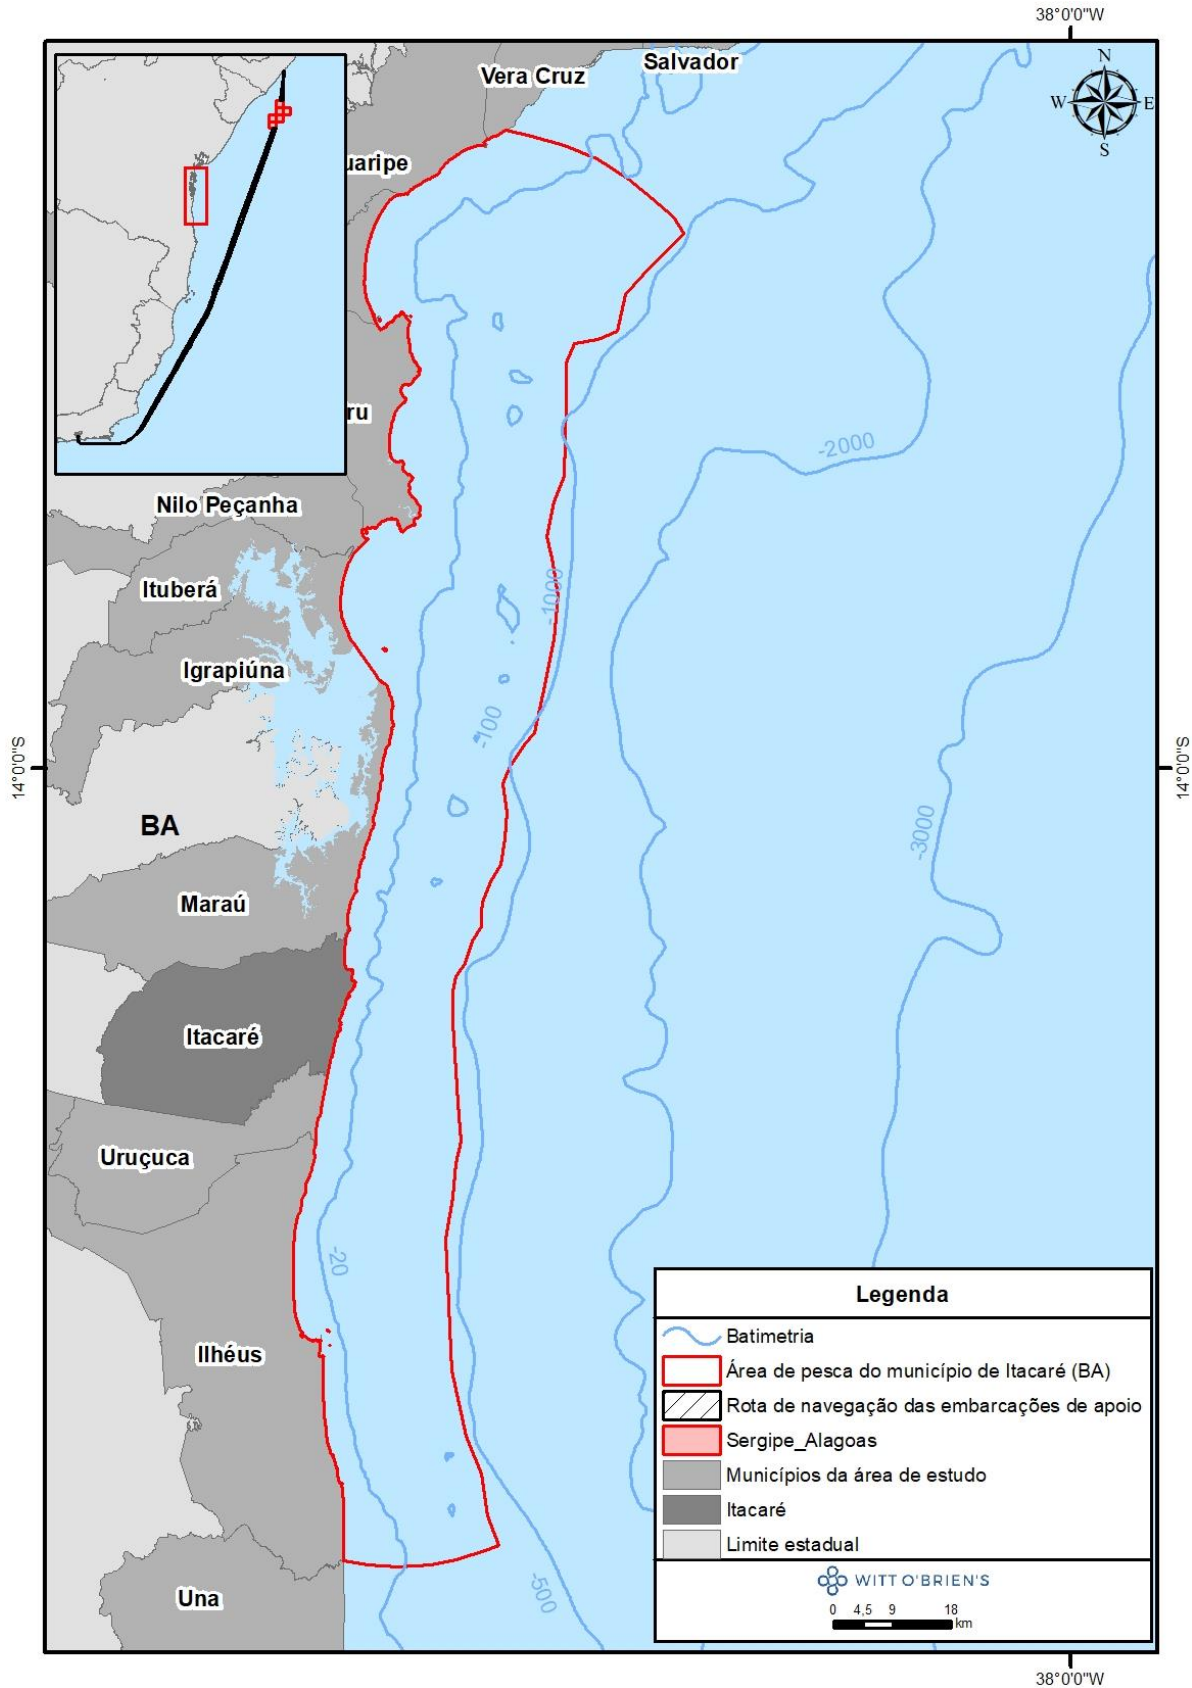 38°0'0"W
Salvador
Vera Cruz
N
W
E
S
uaripe
ru
-2000
Nilo Peçanha
Ituberá
-1000
Igrapiúna
-100
14°0'0"S
14°0'0"S
BA
-3000
Maraú
Itacaré
Uruçuca
-20
Ilhéus
Una
-500
Legenda
Batimetria
Área de pesca do município de Itacaré (BA)
Rota de navegação das embarcações de apoio
Sergipe_Alagoas
Municípios da área de estudo
Itacaré
Limite estadual
WITT O'BRIEN'S
0 4,5 9 18
km
38°0'0"W